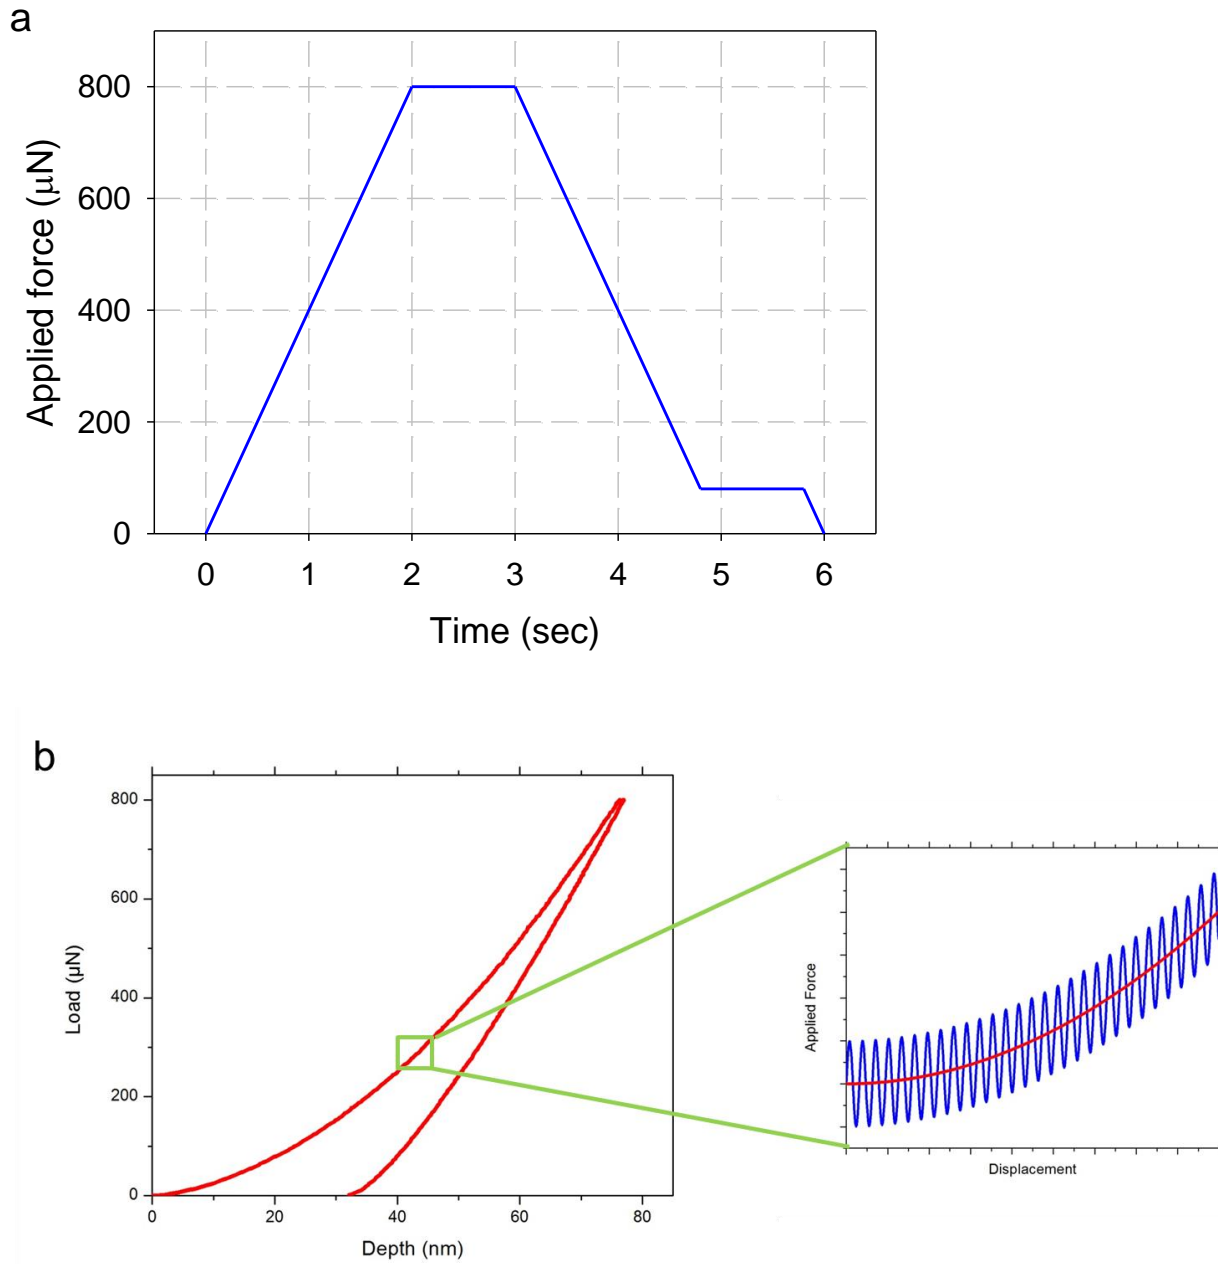 a
800
600
400
200
0
Applied force (μN)
0 1 2 3 4 5 6
Time (sec)
b
800
600
400
200
0
Load (μN)
0 20 40 60 80
Depth (nm)
Applied Force
Displacement